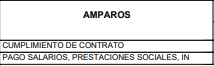 AMPAROS
CUMPLIMIENTO DE CONTRATO
PAGO SALARIOS, PRESTACIONES SOCIALES, IN